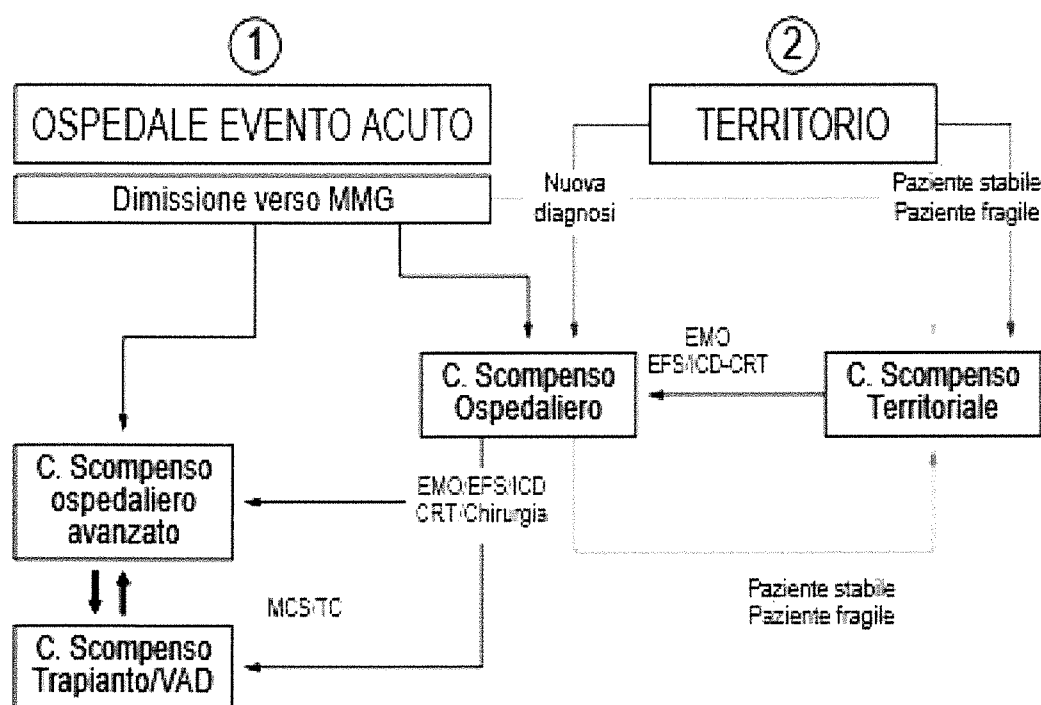 1
2
OSPEDALE EVENTO ACUTO
TERRITORIO
Dimissione verso MMG
Nuova
diagnosi
Paziente stabile
Paziente fragile
EMO
EFS/ICD-CRT
C. Scompenso
Ospedaliero
C. Scompenso
Territoriale
C. Scompenso
ospedaliero
avanzato
EMO/EFS/ICD
CRT/Chirurgia
MCS/TC
Paziente stabile
Paziente fragile
C. Scompenso
Trapianto/VAD